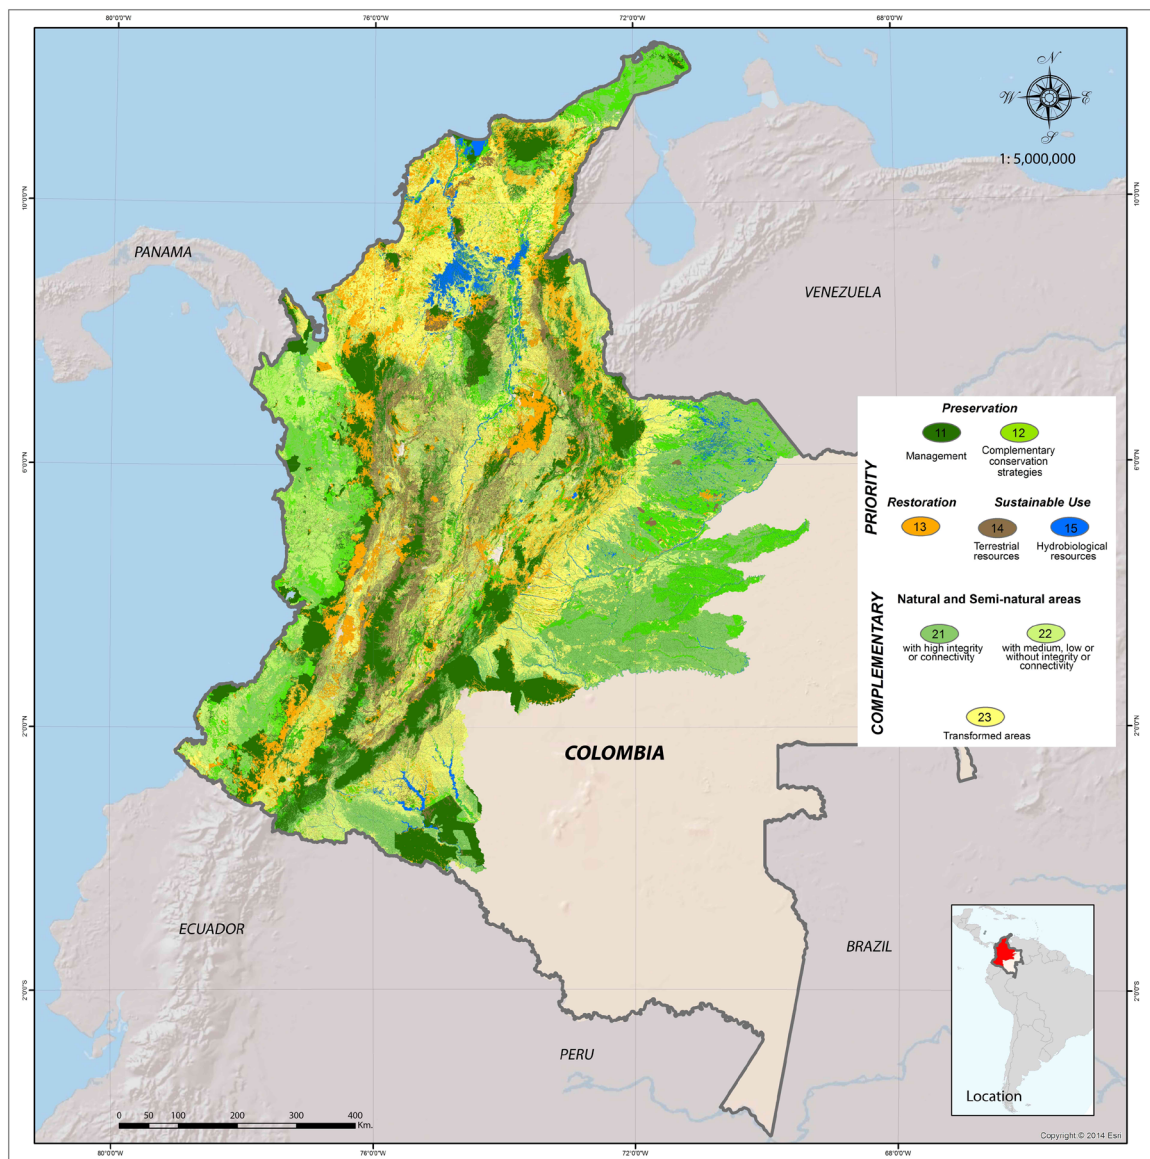 80°0'0"W 76°0'0"W 72°0'0"W 68°0'0"W
N
W E
S
1: 5,000,000
10°0'0"N 10°0'0"N
PANAMA
VENEZUELA
Preservation
11 12
Management Complementary
conservation
strategies
PRIORITY
6°0'0"N 6°0'0"N
Restoration Sustainable Use
13 14 15
Terrestrial
resources
Hydrobiological
resources
COMPLEMENTARY
Natural and Semi-natural areas
21 22
with high integrity
or connectivity
with medium, low or
without integrity or
connectivity
23
Transformed areas
2°0'0"N 2°0'0"N
COLOMBIA
ECUADOR
BRAZIL
2°0'0"S 2°0'0"S
PERU
Location
0 50 100 200 300 400
Km.
Copyright © 2014 Esri
80°0'0"W 76°0'0"W 72°0'0"W 68°0'0"W